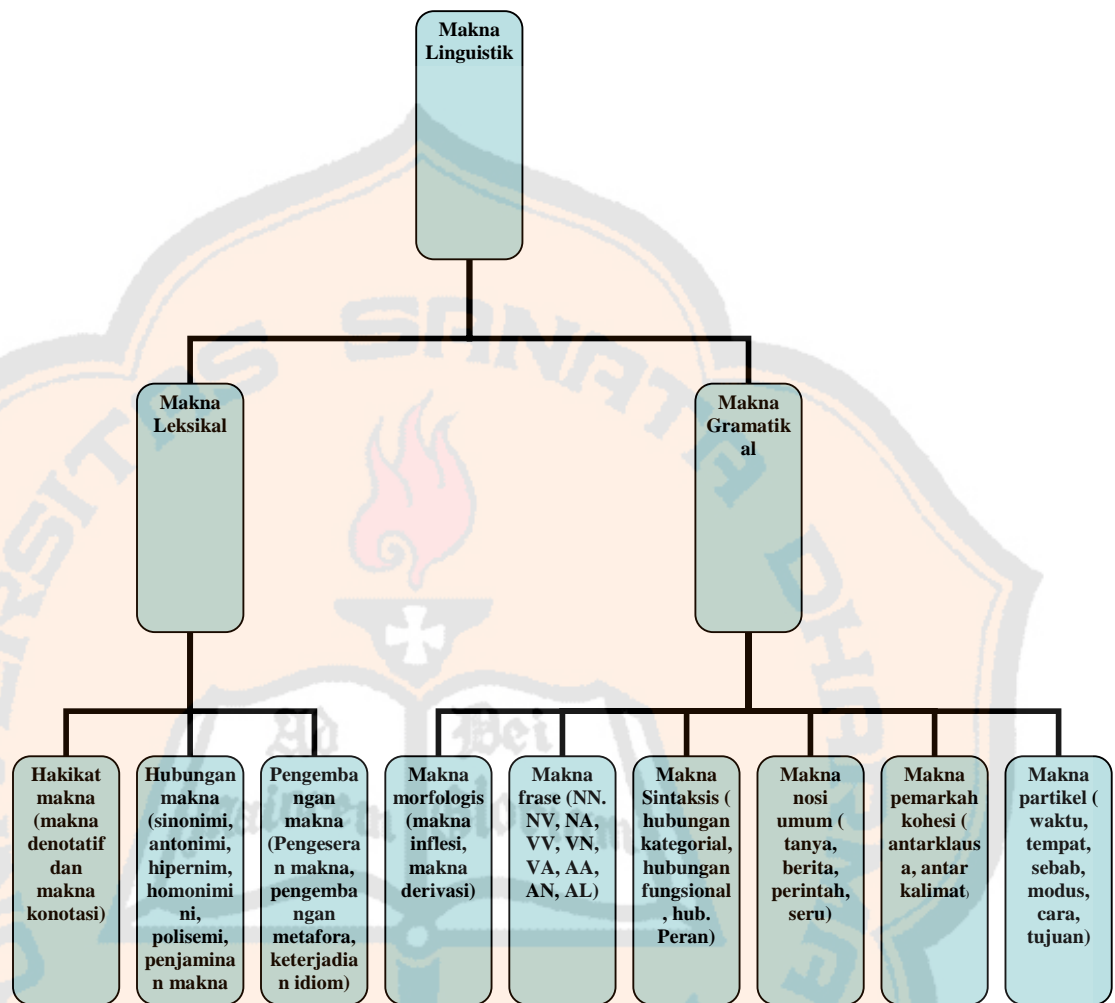 Makna
Linguistik
Makna
Leksikal
Makna
Gramatik
al
Hakikat
makna
(makna
denotatif
dan
makna
konotasi)
Hubungan
makna
(sinonimi,
antonimi,
hipernim,
homonimi
ni,
polisemi,
penjamina
n makna
Pengemba
ngan
makna
(Pengesera
n makna,
pengemba
ngan
metafora,
keterjadia
n idiom)
Makna
morfologis
(makna
inflesi,
makna
derivasi)
Makna
frase (NN.
NV, NA,
VV, VN,
VA, AA,
AN, AL)
Makna
Sintaksis (
hubungan
kategorial,
hubungan
fungsional
, hub.
Peran)
Makna
nosi
umum (
tanya,
berita,
perintah,
seru)
Makna
pemarkah
kohesi (
antarklaus
a, antar
kalimat)
Makna
partikel (
waktu,
tempat,
sebab,
modus,
cara,
tujuan)
SANATA
DHARMA
Ad Dei